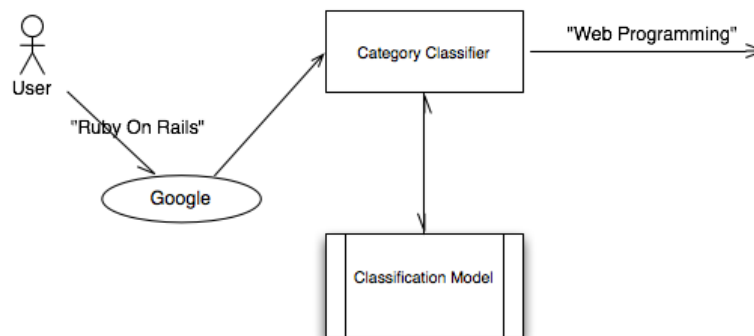 "Web Programming"
Category Classifier
User
"Ruby On Rails"
Google
Classification Model